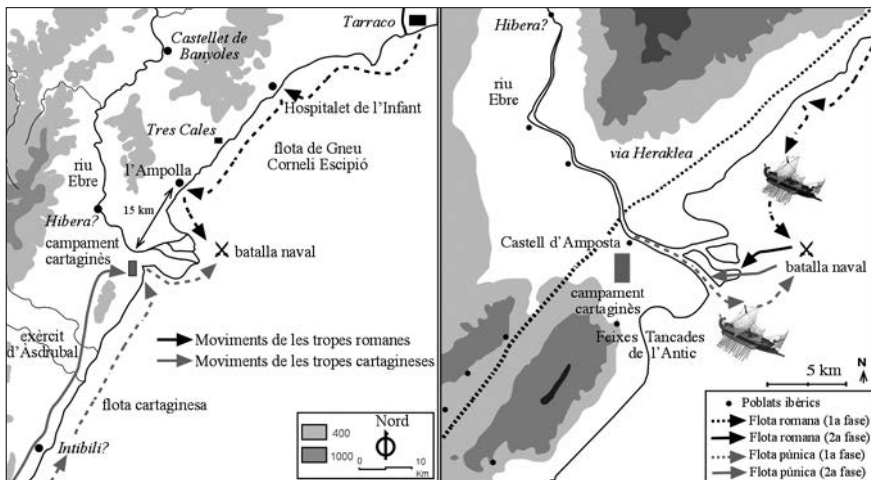 Tarraco
Castellet de
Banyoles
Hospitalet de l'Infant
Tres Cales
flota de Gneu
Corneli Escipió
l'Ampolla
riu
Ebre
15 km
Hibera?
campament
cartaginès
batalla naval
exèrcit
d'Asdrubal
Moviments de les tropes romanes
Moviments de les tropes cartagineses
flota cartaginesa
Intibili?
400
1000
Nord
0
10
Km
Hibera?
riu
Ebre
via Heraklea
Castell d'Amposta
batalla naval
campament
cartaginès
Feixes Tancades
de l'Antic
5 km
N
Poblats ibèrics
Flota romana (1a fase)
Flota romana (2a fase)
Flota púnica (1a fase)
Flota púnica (2a fase)